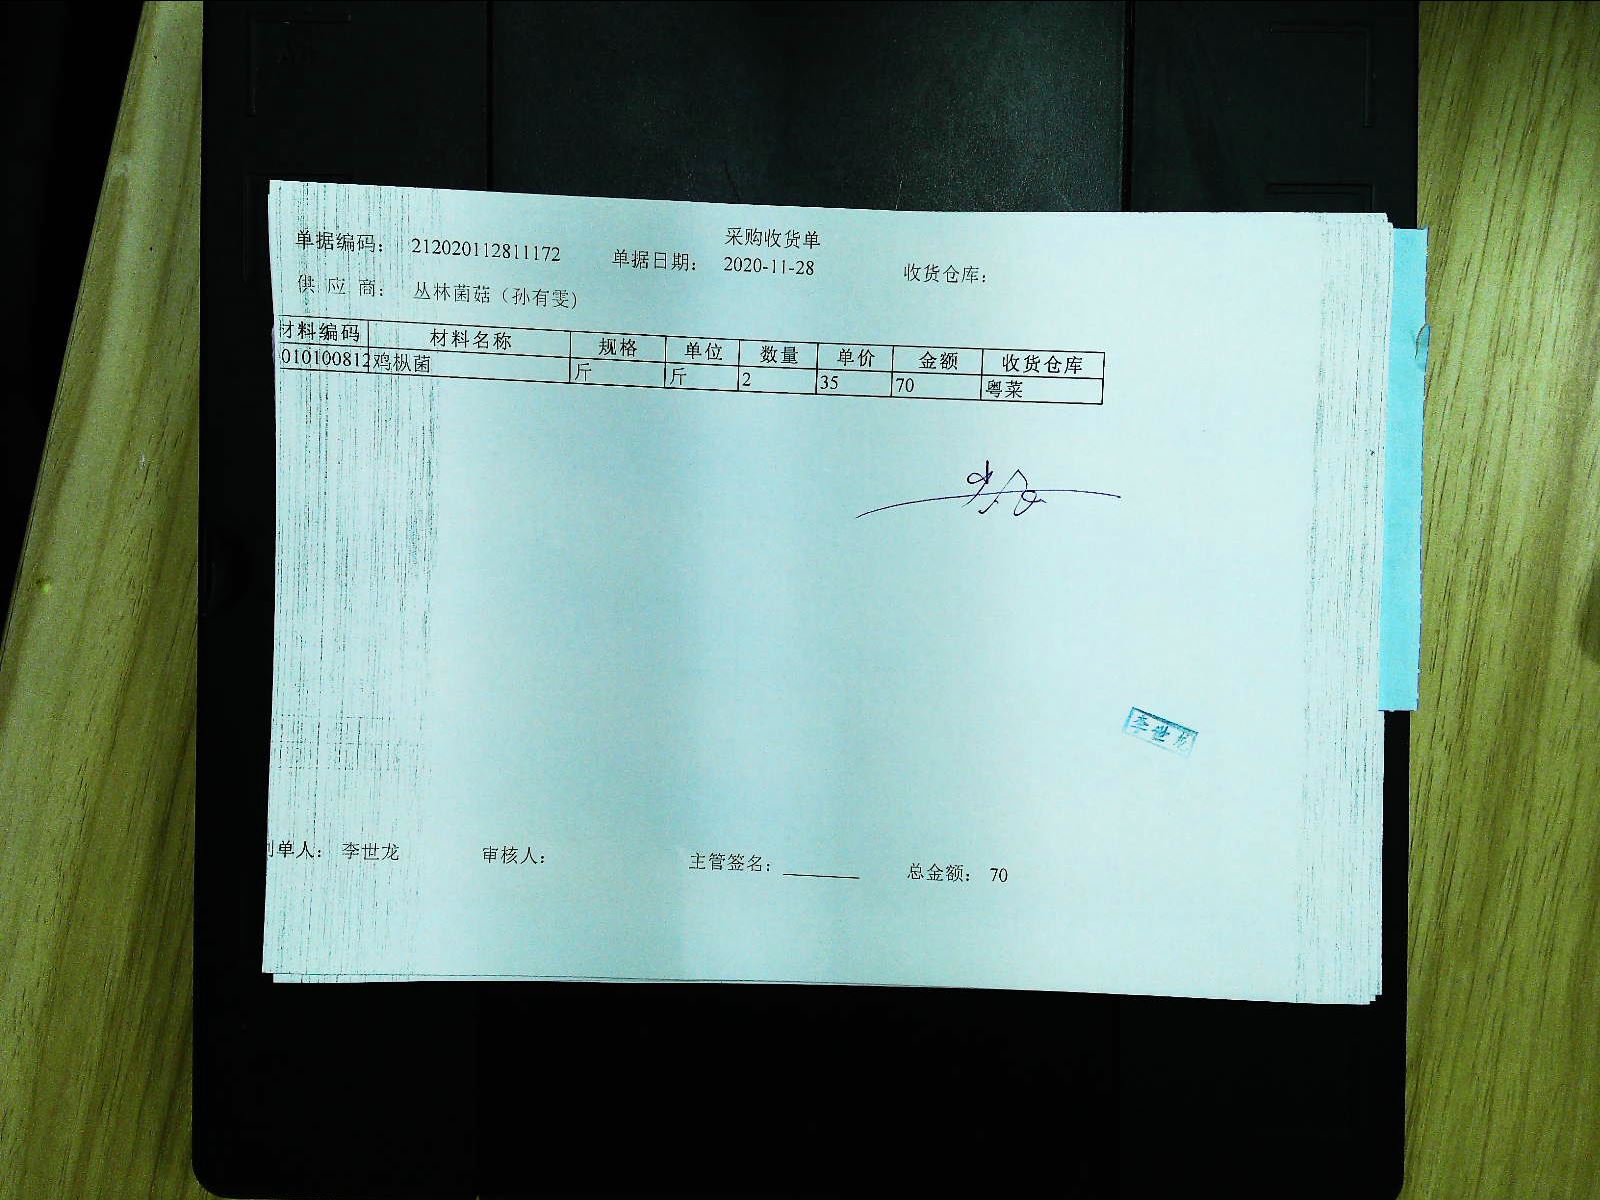 采购收货单
单据编码： 212020112811172 单据日期： 2020-11-28 收货仓库：
供 应 商： 丛林菌菇（孙有雯）
材料编码 材料名称 规格 单位 数量 单价 金额 收货仓库
010100812 鸡枞菌 斤 斤 2 35 70 粤菜
李世龙
制单人： 李世龙 审核人： 主管签名： 总金额： 70